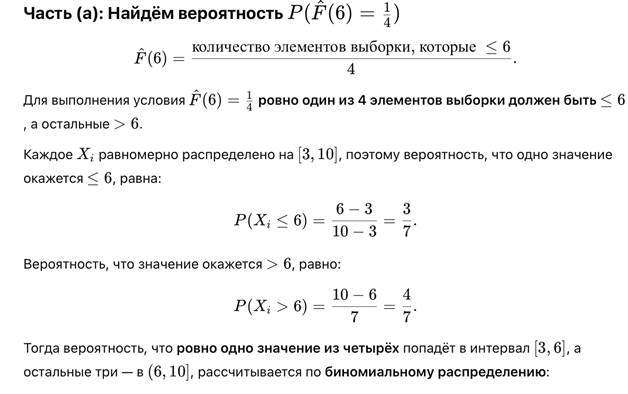 Часть (a): Найдём вероятность P(F̂(6) = 1/4)
F̂(6) = количество элементов выборки, которые ≤ 6 / 4.
Для выполнения условия F̂(6) = 1/4 ровно один из 4 элементов выборки должен быть ≤ 6
, а остальные > 6.
Каждое Xᵢ равномерно распределено на [3, 10], поэтому вероятность, что одно значение
окажется ≤ 6, равна:
P(Xᵢ ≤ 6) = (6 − 3)/(10 − 3) = 3/7.
Вероятность, что значение окажется > 6, равно:
P(Xᵢ > 6) = (10 − 6)/7 = 4/7.
Тогда вероятность, что ровно одно значение из четырёх попадёт в интервал [3, 6], а
остальные три — в (6, 10], рассчитывается по биномиальному распределению: